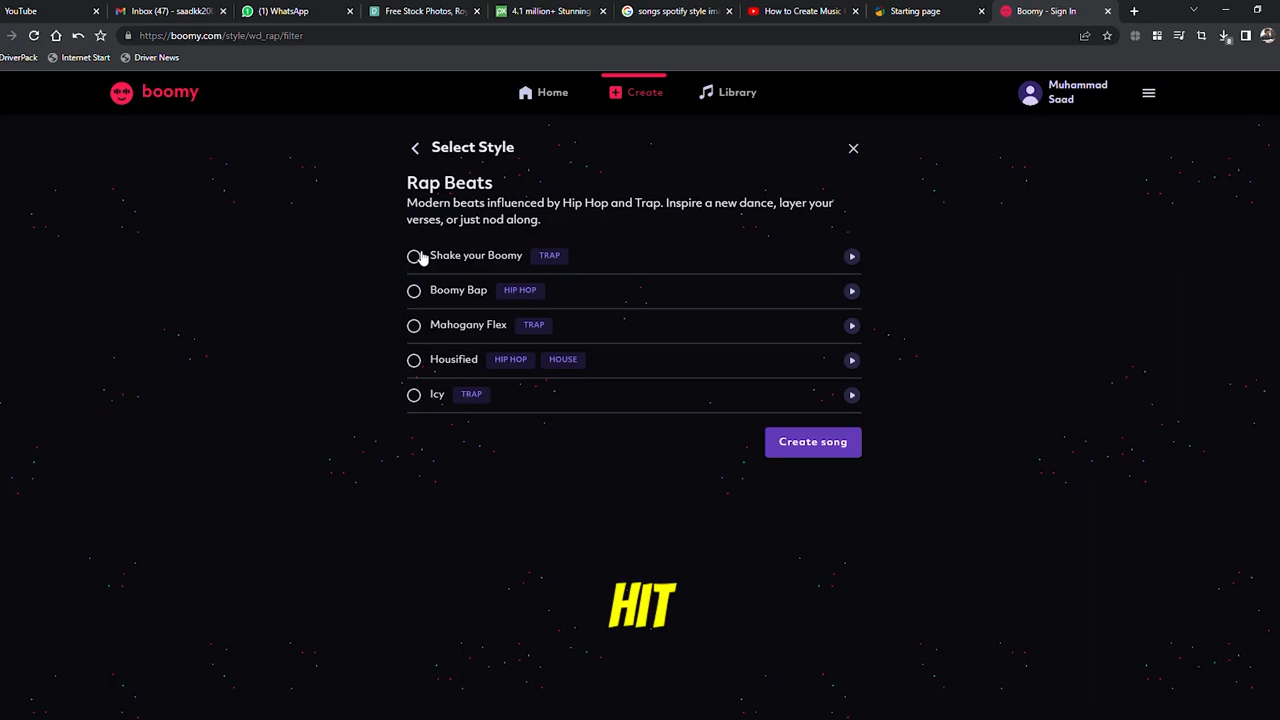 YouTube
Inbox (47) - saadkk20
(1) WhatsApp
Free Stock Photos, Ro
4.1 million+ Stunning
songs spotify style im
How to Create Music
Starting page
Boomy - Sign In
https://boomy.com/style/wd_rap/filter
DriverPack
Internet Start
Driver News
boomy
Home
Create
Library
Muhammad
Saad
Select Style
Rap Beats
Modern beats influenced by Hip Hop and Trap. Inspire a new dance, layer your
verses, or just nod along.
Shake your Boomy TRAP
Boomy Bap HIP HOP
Mahogany Flex TRAP
Housified HIP HOP HOUSE
Icy TRAP
Create song
HIT